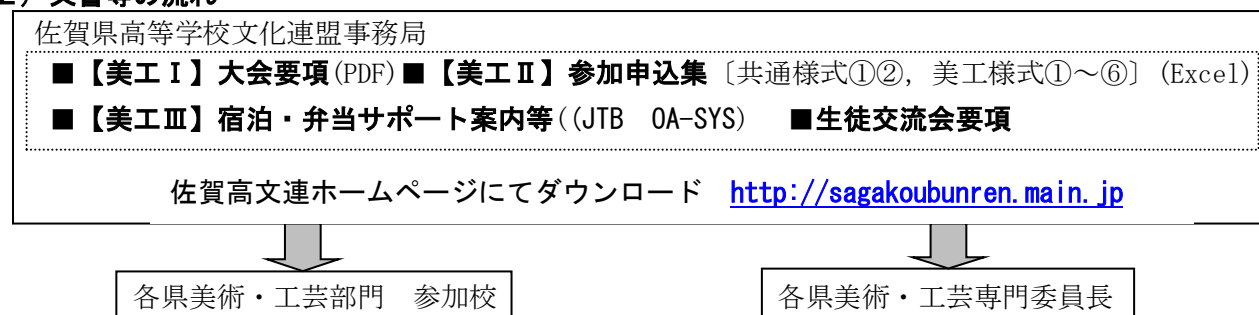 佐賀県高等学校文化連盟事務局
■【美工Ⅰ】大会要項(PDF)■【美工Ⅱ】参加申込集〔共通様式①②，美工様式①～⑥〕(Excel)
■【美工Ⅲ】宿泊・弁当サポート案内等((JTB OA-SYS) ■生徒交流会要項
佐賀高文連ホームページにてダウンロード http://sagakoubunren.main.jp
各県美術・工芸部門　参加校
各県美術・工芸専門委員長